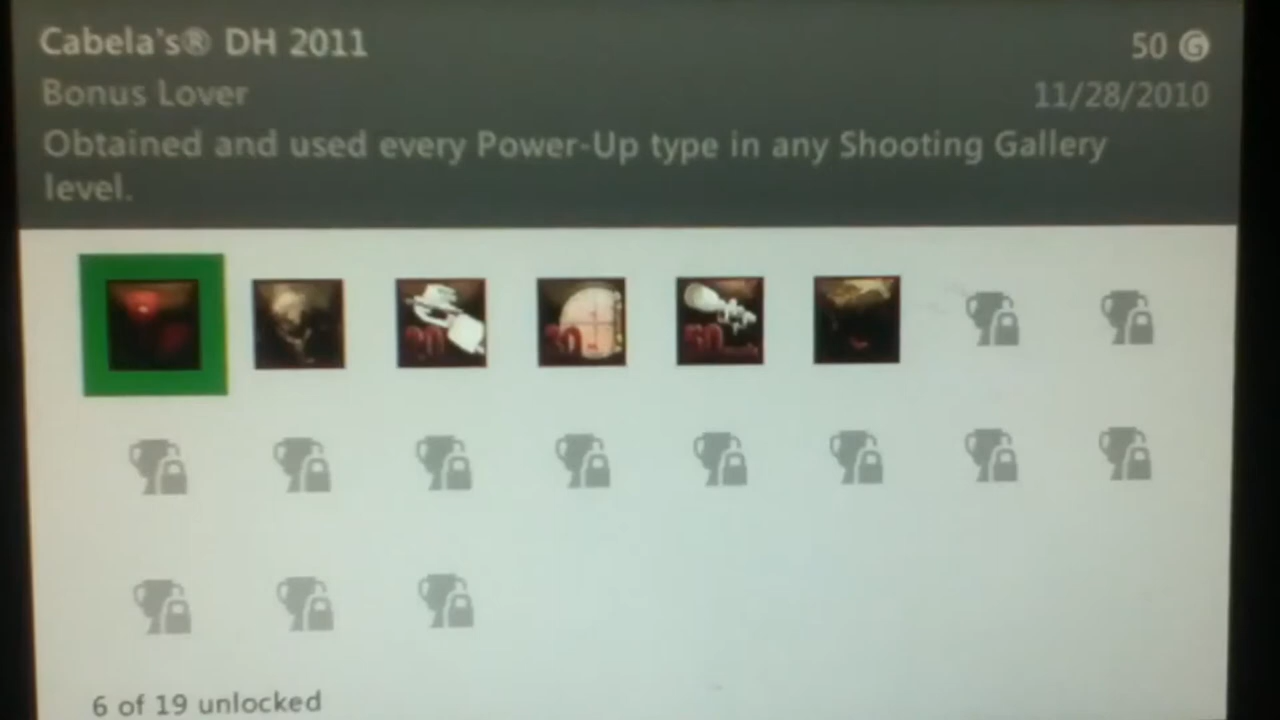 Cabela's® DH 2011
50 G
Bonus Lover
11/28/2010
Obtained and used every Power-Up type in any Shooting Gallery
level.
6 of 19 unlocked